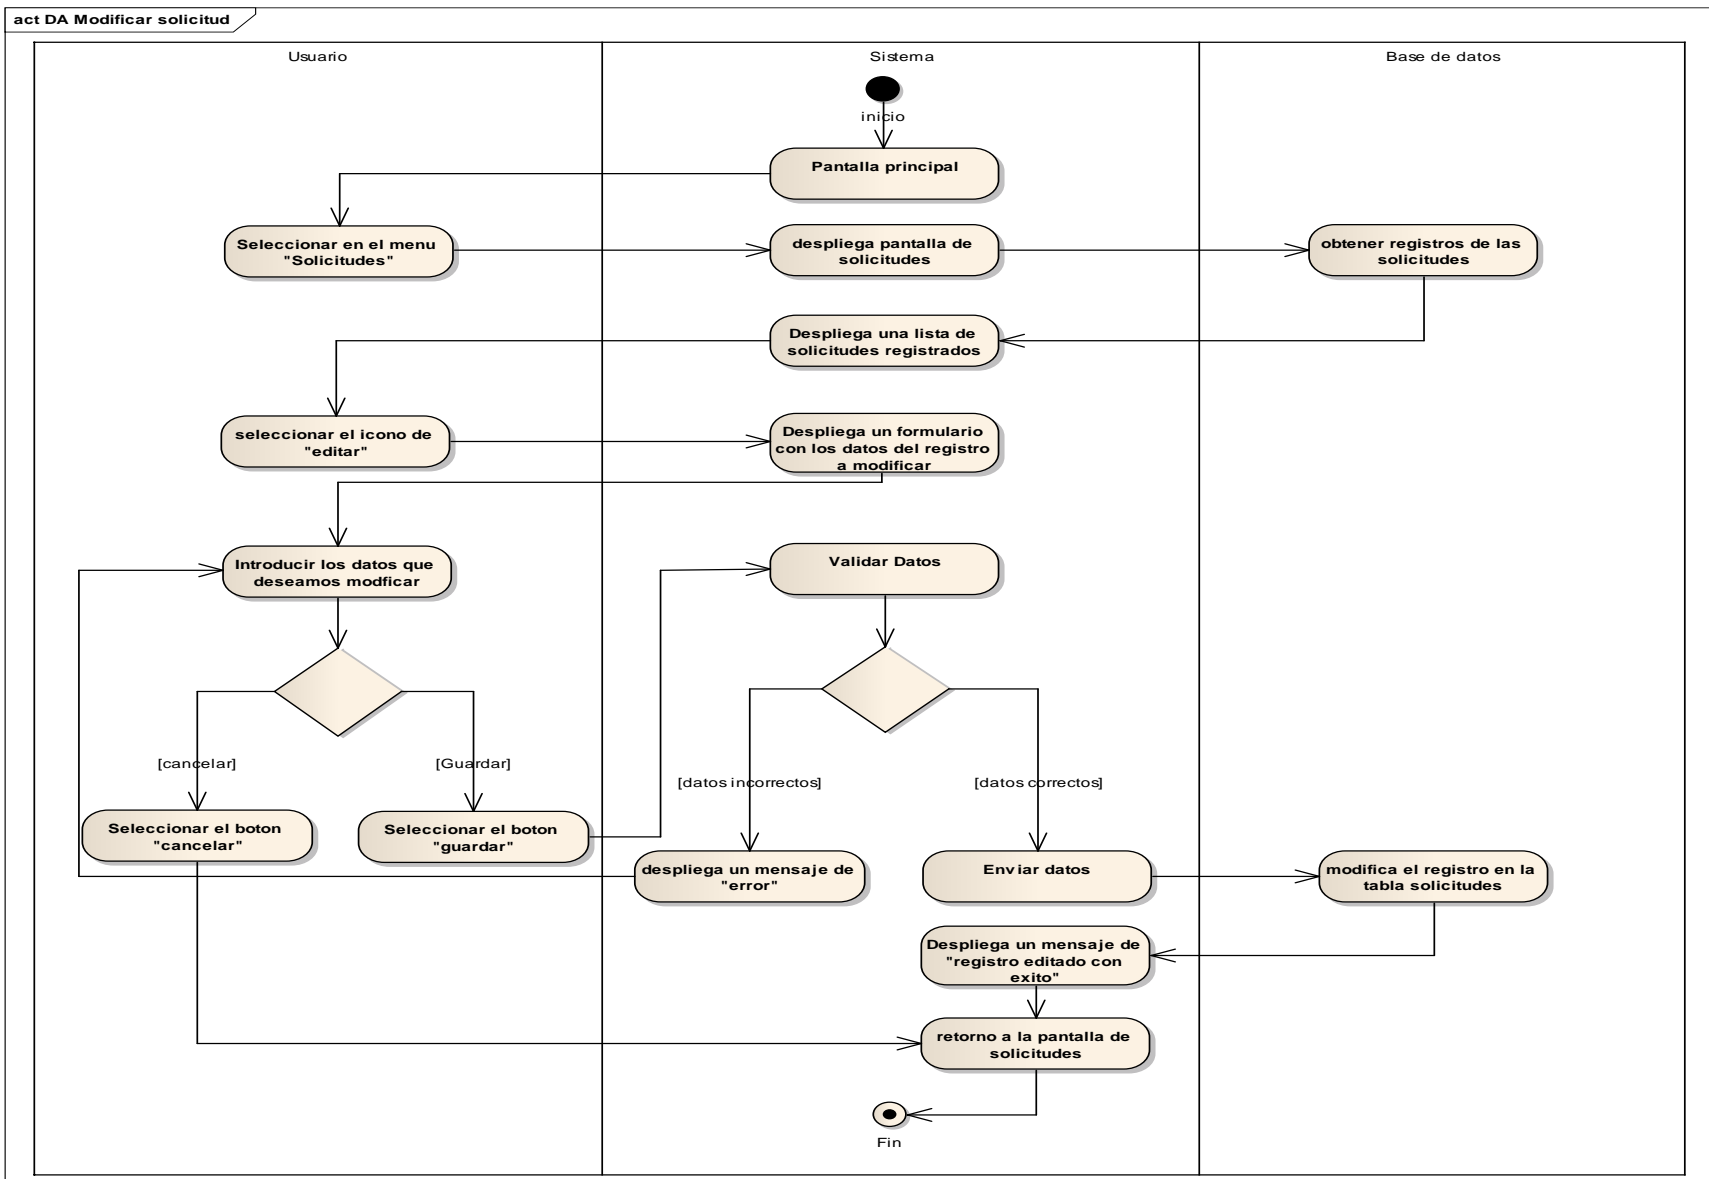 act DA Modificar solicitud
Usuario
Sistema
Base de datos
inicio
Pantalla principal
Seleccionar en el menu
"Solicitudes"
despliega pantalla de
solicitudes
obtener registros de las
solicitudes
Despliega una lista de
solicitudes registrados
seleccionar el icono de
"editar"
Despliega un formulario
con los datos del registro
a modificar
Introducir los datos que
deseamos modficar
Validar Datos
[cancelar]
[Guardar]
[datos incorrectos]
[datos correctos]
Seleccionar el boton
"cancelar"
Seleccionar el boton
"guardar"
despliega un mensaje de
"error"
Enviar datos
modifica el registro en la
tabla solicitudes
Despliega un mensaje de
"registro editado con
exito"
retorno a la pantalla de
solicitudes
Fin